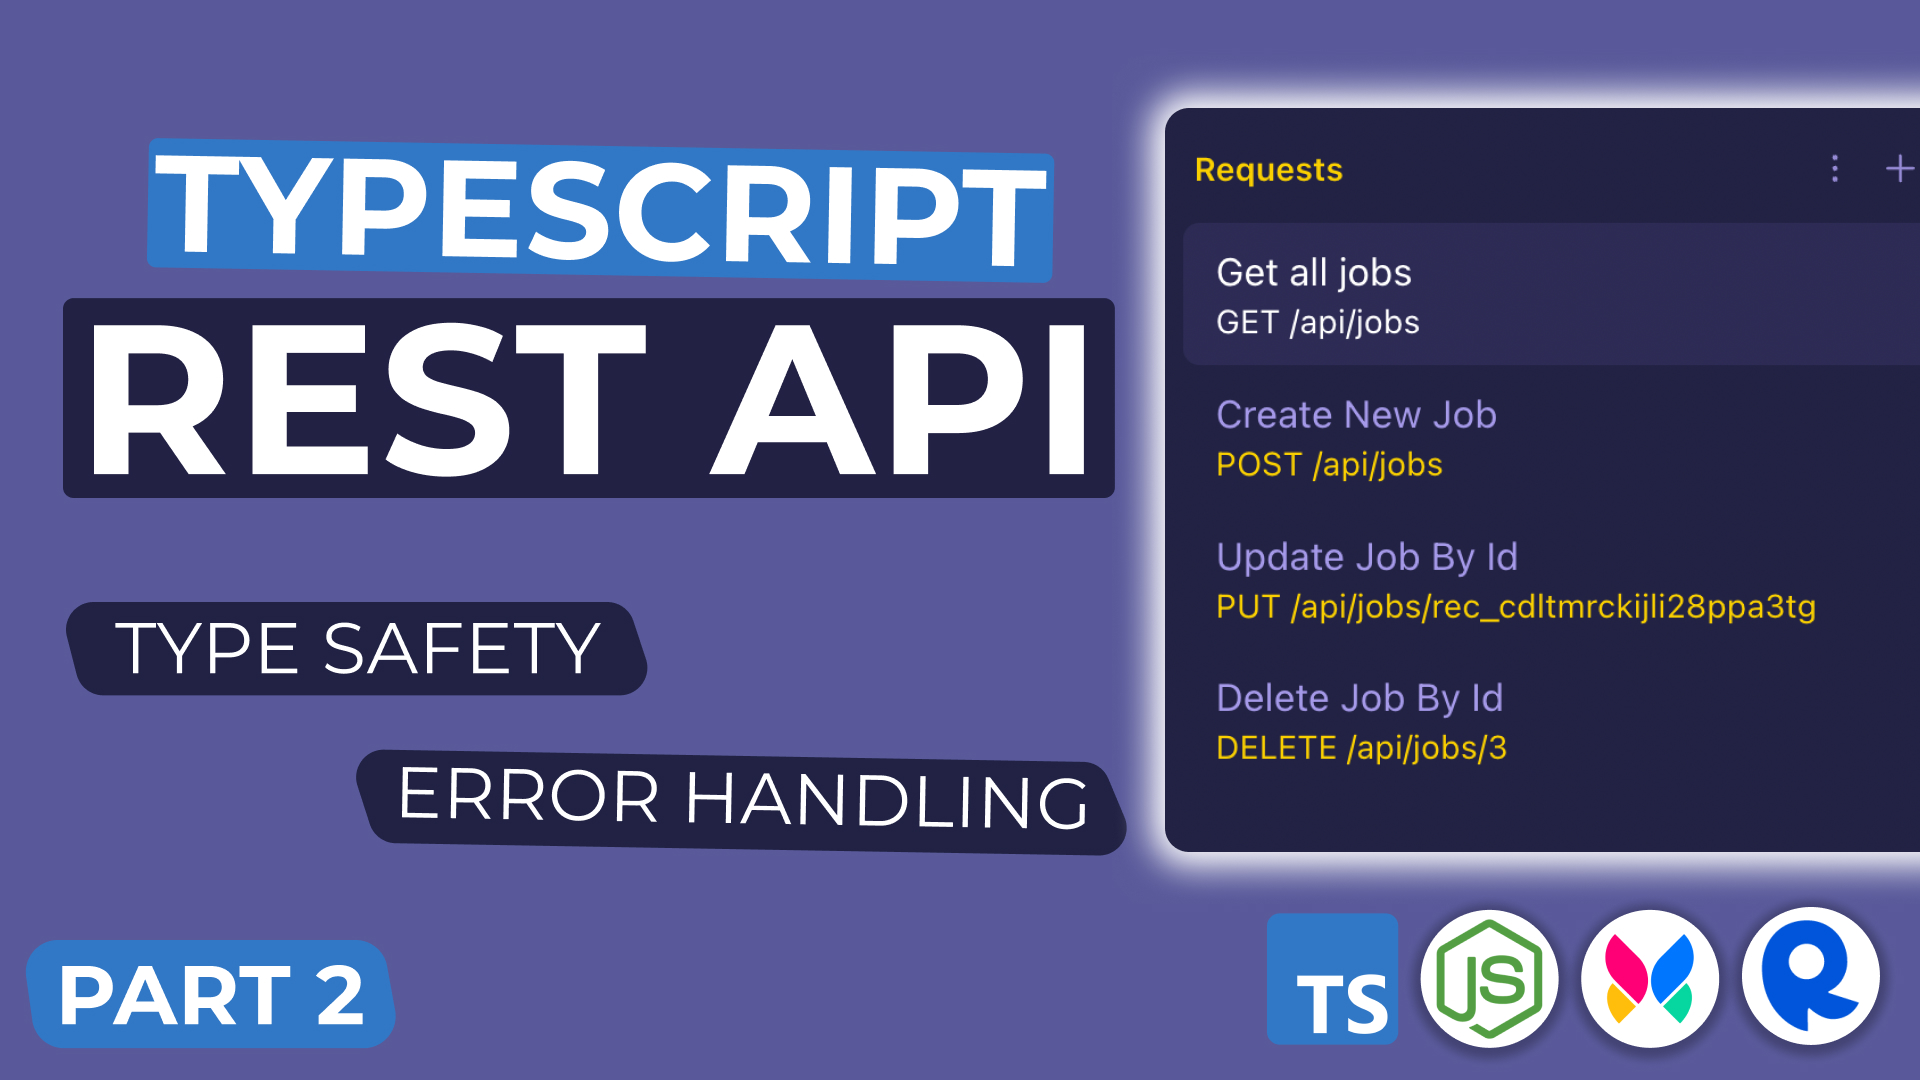 TYPESCRIPT
REST API
TYPE SAFETY
ERROR HANDLING
PART 2
Requests
Get all jobs
GET /api/jobs
Create New Job
POST /api/jobs
Update Job By Id
PUT /api/jobs/rec_cdltmrckijli28ppa3tg
Delete Job By Id
DELETE /api/jobs/3
TS
JS